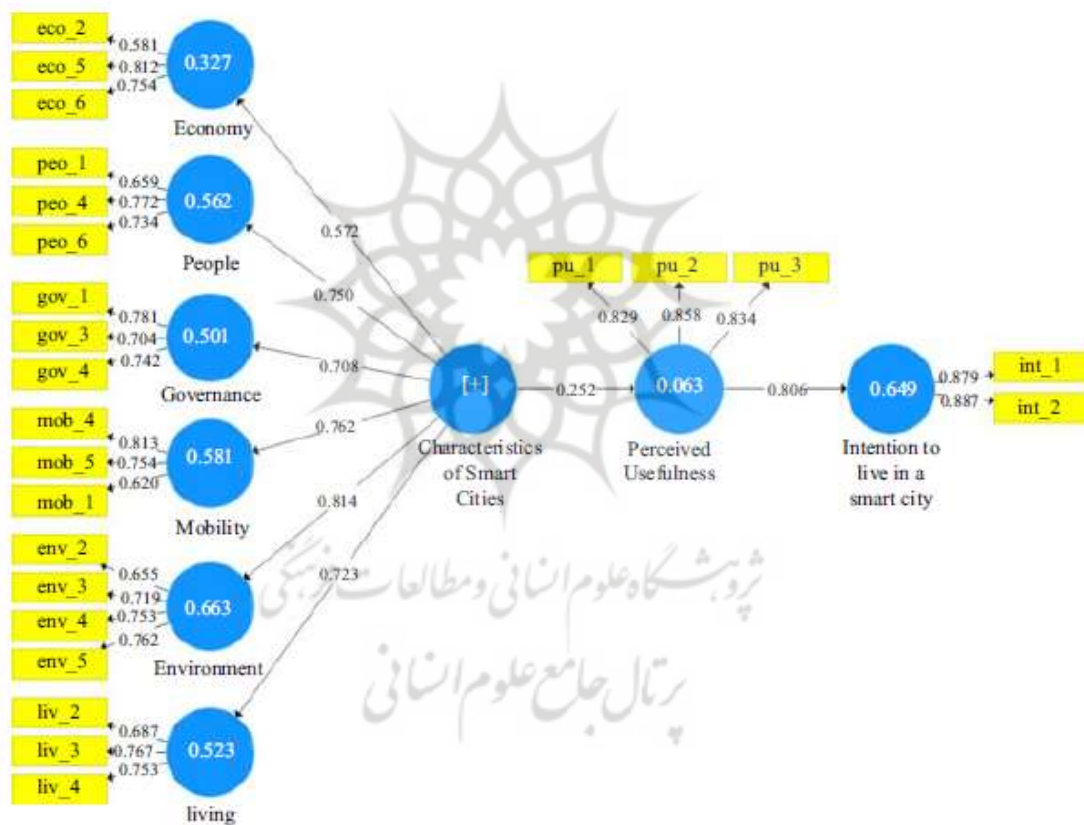 eco_2
0.581
eco_5
0.812
eco_6
0.754
0.327
Economy
peo_1
0.659
peo_4
0.772
peo_6
0.734
0.562
People
gov_1
0.781
gov_3
0.704
gov_4
0.742
0.501
Governance
mob_4
0.813
mob_5
0.754
mob_1
0.620
0.581
Mobility
env_2
0.655
env_3
0.719
env_4
0.753
env_5
0.762
0.663
Environment
liv_2
0.687
liv_3
0.767
liv_4
0.753
0.523
living
0.572
0.750
0.708
0.762
0.814
0.723
[+]
Characteristics
of Smart
Cities
0.252
pu_1
pu_2
pu_3
0.829
0.858
0.834
0.063
Perceived
Usefulness
0.806
0.649
Intention to
live in a
smart city
0.879
int_1
0.887
int_2
پژوهشگاه علوم انسانی و مطالعات فرهنگی
پرتال جامع علوم انسانی